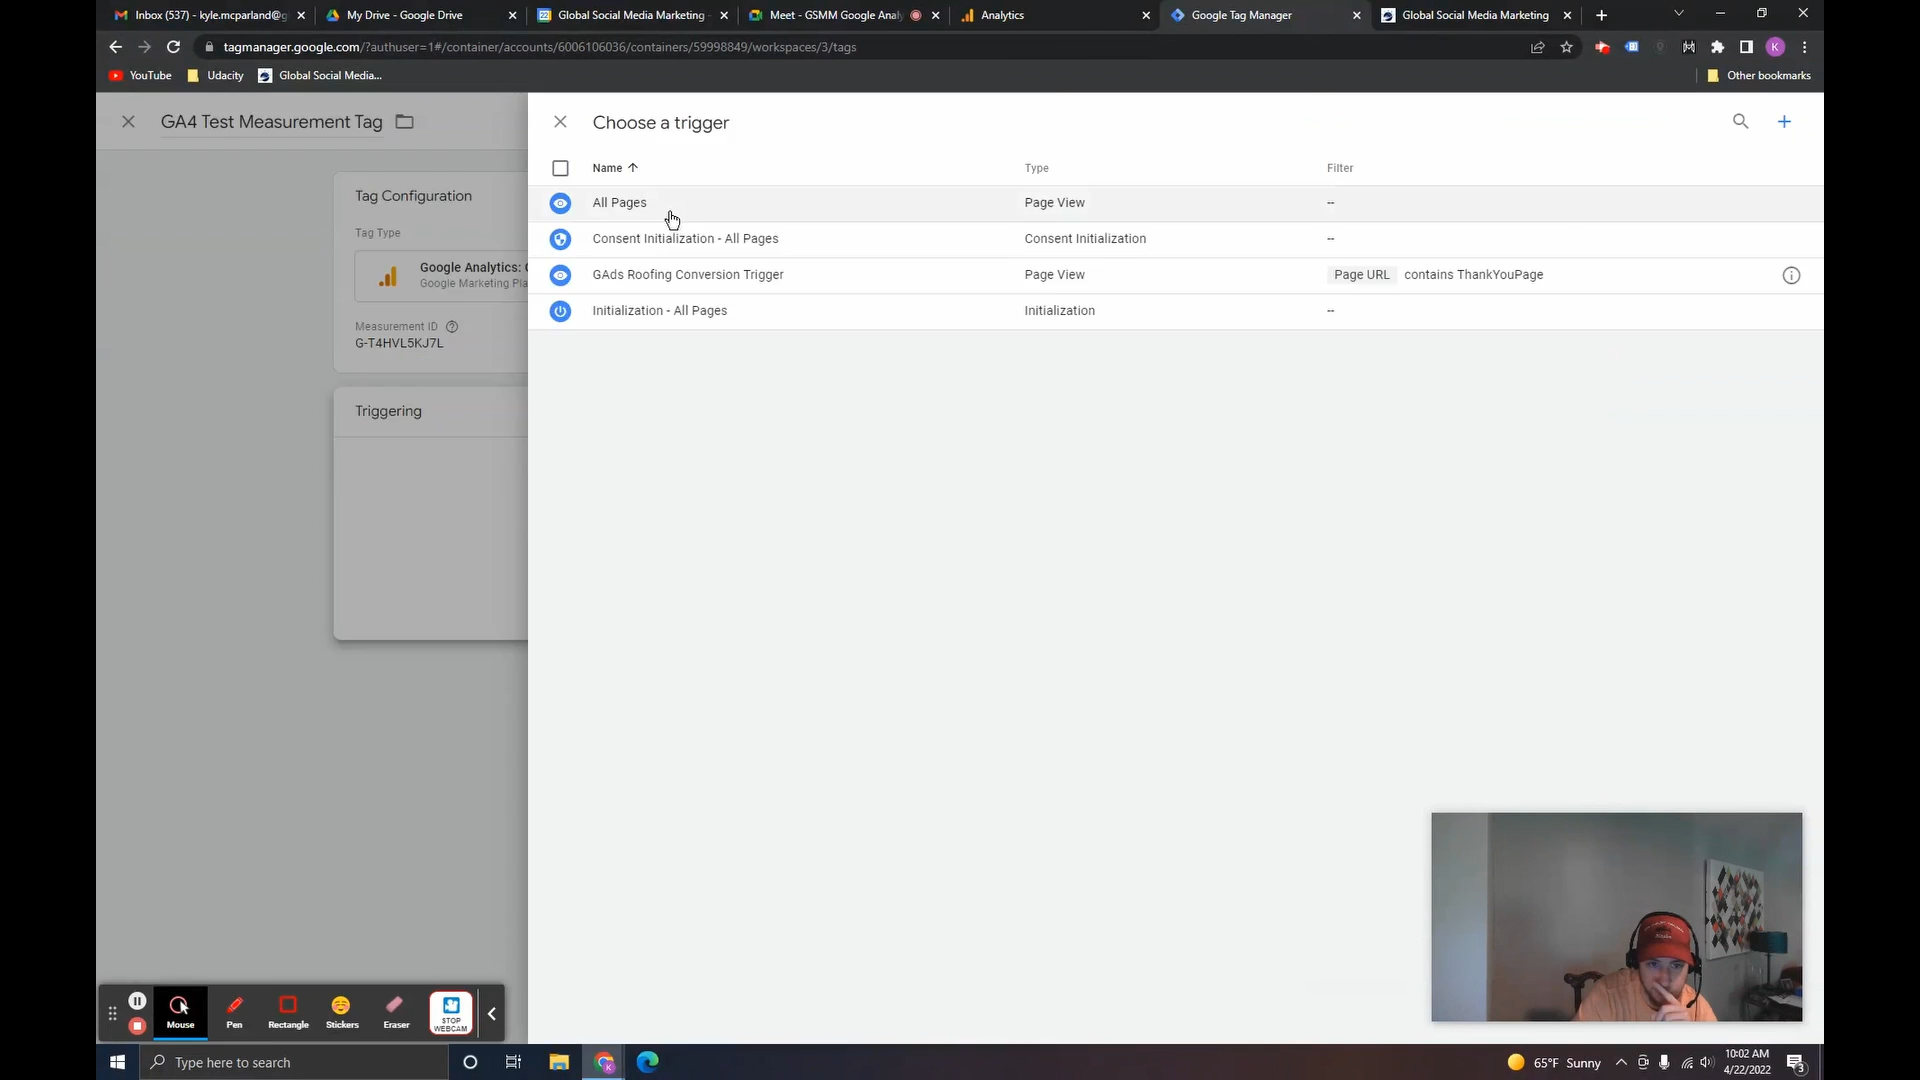 Inbox (537) - kyle.mcparland@g
My Drive - Google Drive
Global Social Media Marketing -
Meet - GSMM Google Analy
Analytics
Google Tag Manager
Global Social Media Marketing
tagmanager.google.com/?authuser=1#/container/accounts/6006106036/containers/59998849/workspaces/3/tags
K
YouTube
Udacity
Global Social Media...
Other bookmarks
GA4 Test Measurement Tag
Choose a trigger
Name
Type
Filter
All Pages
Page View
--
Consent Initialization - All Pages
Consent Initialization
--
GAds Roofing Conversion Trigger
Page View
Page URL contains ThankYouPage
Initialization - All Pages
Initialization
--
Tag Configuration
Tag Type
Google Analytics: G
Google Marketing Pla
Measurement ID
G-T4HVL5KJ7L
Triggering
Mouse
Pen
Rectangle
Stickers
Eraser
STOP
WEBCAM
Type here to search
65°F Sunny
10:02 AM
4/22/2022
3